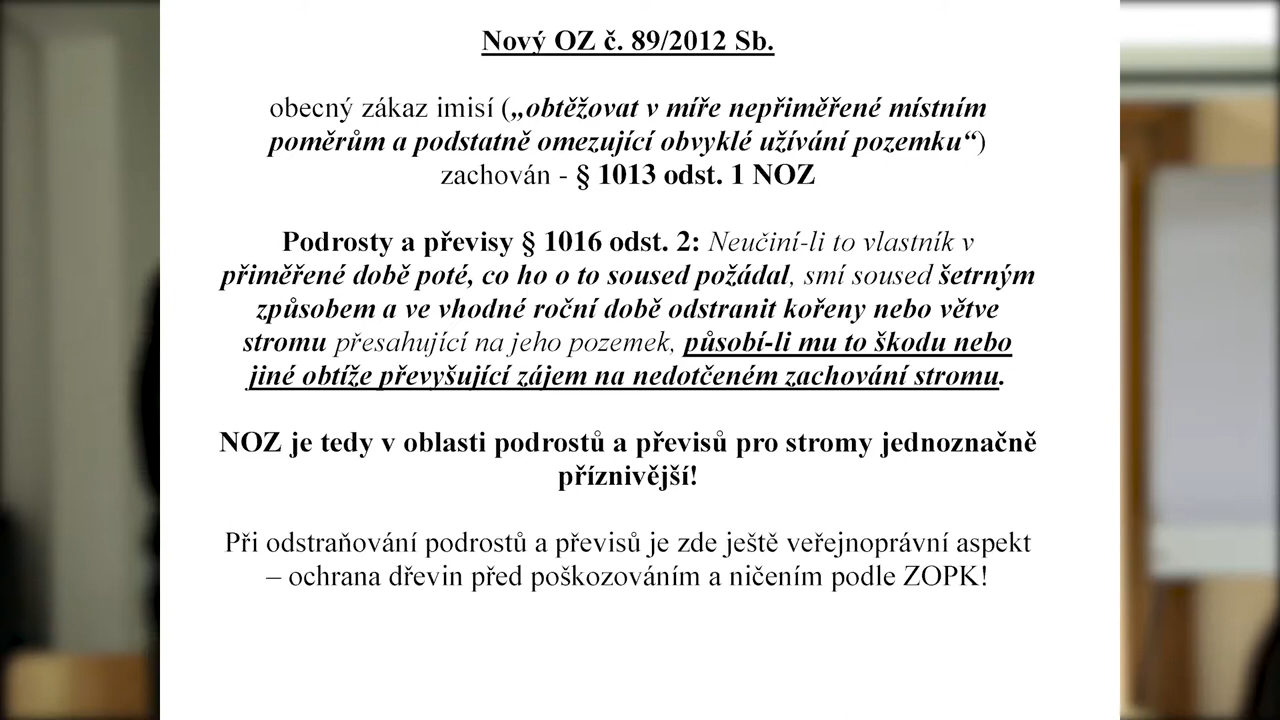 Nový OZ č. 89/2012 Sb.
obecný zákaz imisí („obtěžovat v míře nepřiměřené místním
poměrům a podstatně omezující obvyklé užívání pozemku“)
zachován - § 1013 odst. 1 NOZ
Podrosty a převisy § 1016 odst. 2: Neučiní-li to vlastník v
přiměřené době poté, co ho o to soused požádal, smí soused šetrným
způsobem a ve vhodné roční době odstranit kořeny nebo větve
stromu přesahující na jeho pozemek, působí-li mu to škodu nebo
jiné obtíže převyšující zájem na nedotčeném zachování stromu.
NOZ je tedy v oblasti podrostů a převisů pro stromy jednoznačně
příznivější!
Při odstraňování podrostů a převisů je zde ještě veřejnoprávní aspekt
– ochrana dřevin před poškozováním a ničením podle ZOPK!